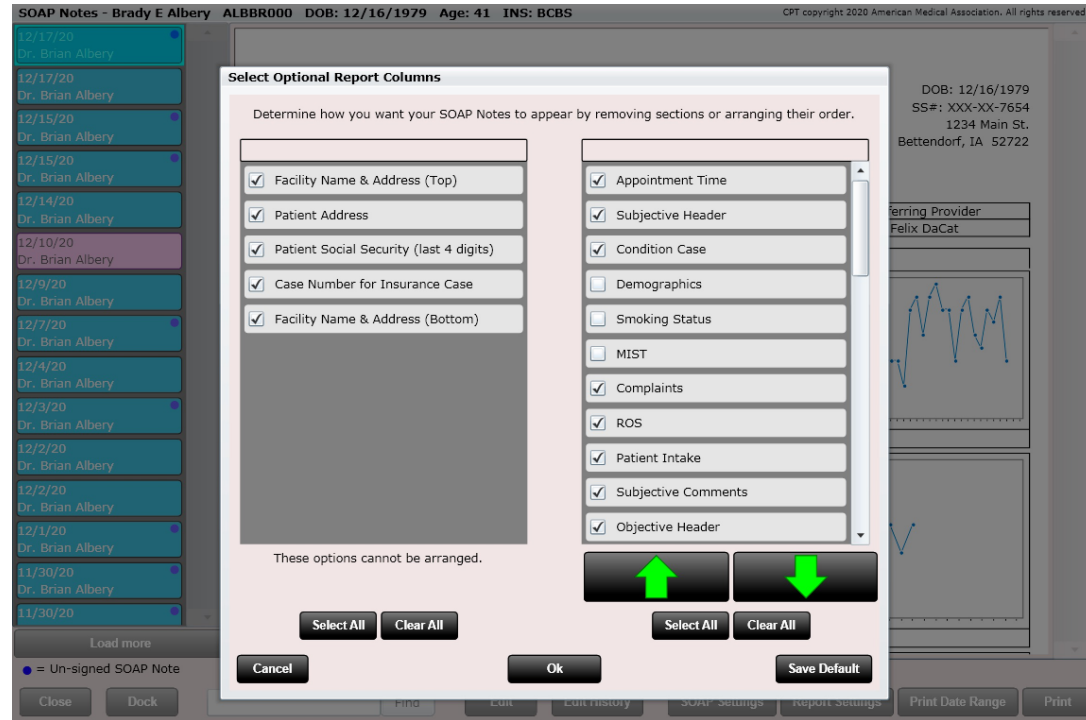 SOAP Notes - Brady E Albery ALBBR000 DOB: 12/16/1979 Age: 41 INS: BCBS
CPT copyright 2020 American Medical Association. All rights reserved
12/17/20
Dr. Brian Albery
12/17/20
Dr. Brian Albery
12/15/20
Dr. Brian Albery
12/15/20
Dr. Brian Albery
12/14/20
Dr. Brian Albery
12/10/20
Dr. Brian Albery
12/9/20
Dr. Brian Albery
12/7/20
Dr. Brian Albery
12/4/20
Dr. Brian Albery
12/3/20
Dr. Brian Albery
12/2/20
Dr. Brian Albery
12/2/20
Dr. Brian Albery
12/1/20
Dr. Brian Albery
11/30/20
Dr. Brian Albery
11/30/20
Load more
= Un-signed SOAP Note
DOB: 12/16/1979
SS#: XXX-XX-7654
1234 Main St.
Bettendorf, IA 52722
erring Provider
Felix DaCat
Select Optional Report Columns
Determine how you want your SOAP Notes to appear by removing sections or arranging their order.
Facility Name & Address (Top)
Patient Address
Patient Social Security (last 4 digits)
Case Number for Insurance Case
Facility Name & Address (Bottom)
These options cannot be arranged.
Select All Clear All
Appointment Time
Subjective Header
Condition Case
Demographics
Smoking Status
MIST
Complaints
ROS
Patient Intake
Subjective Comments
Objective Header
Select All Clear All
Cancel Ok Save Default
Close Dock Find Edit Edit History SOAP Settings Report Settings Print Date Range Print